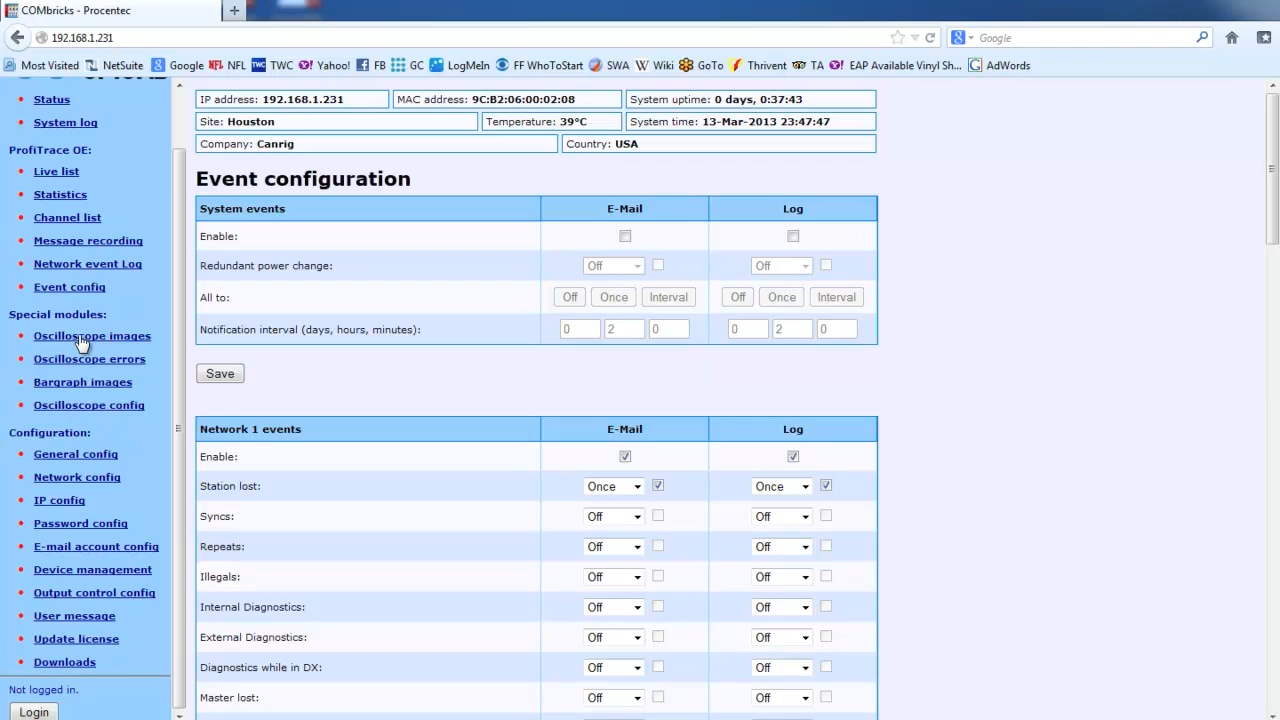 COMbricks - Procentec
192.168.1.231
Google
Most Visited NetSuite Google NFL TWC Yahoo! FB GC LogMeIn FF WhoToStart SWA Wiki GoTo Thrivent TA EAP Available Vinyl Sh... AdWords
Status
System log
ProfiTrace OE:
Live list
Statistics
Channel list
Message recording
Network event Log
Event config
Special modules:
Oscilloscope images
Oscilloscope errors
Bargraph images
Oscilloscope config
Configuration:
General config
Network config
IP config
Password config
E-mail account config
Device management
Output control config
User message
Update license
Downloads
Not logged in.
Login
IP address: 192.168.1.231 MAC address: 9C:B2:06:00:02:08 System uptime: 0 days, 0:37:43
Site: Houston Temperature: 39°C System time: 13-Mar-2013 23:47:47
Company: Canrig Country: USA
Event configuration
System events E-Mail Log
Enable:
Redundant power change: Off Off
All to: Off Once Interval Off Once Interval
Notification interval (days, hours, minutes): 0 2 0 0 2 0
Save
Network 1 events E-Mail Log
Enable:
Station lost: Once Once
Syncs: Off Off
Repeats: Off Off
Illegals: Off Off
Internal Diagnostics: Off Off
External Diagnostics: Off Off
Diagnostics while in DX: Off Off
Master lost: Off Off